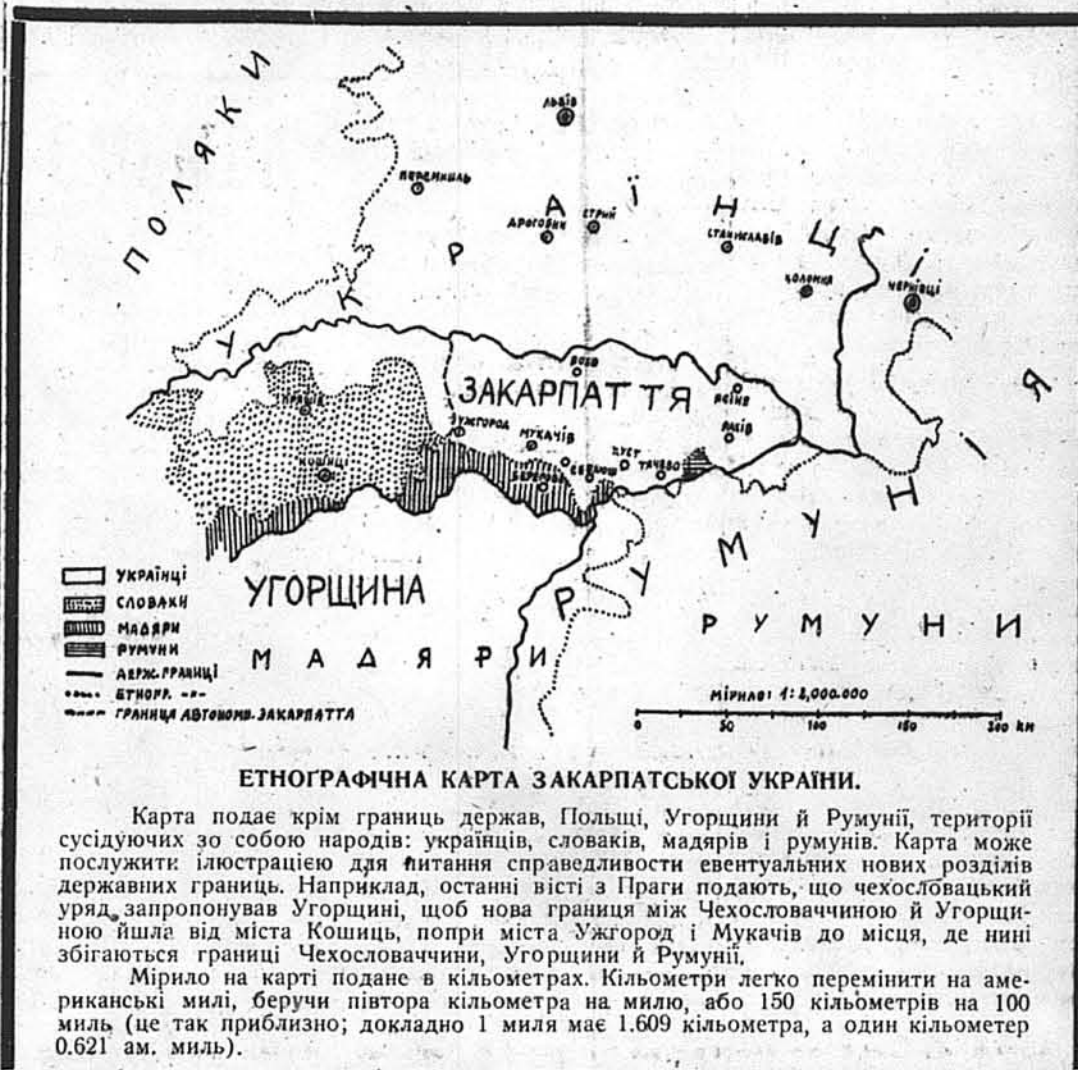 ПОЛЯКИ
УКРАЇНЦІ
ЛЬВІВ
ПЕРЕМИШЛЬ
ДРОГОБИЧ
СТРИЙ
СТАНИСЛАВІВ
КОЛОМИЯ
ЧЕРНІВЦІ
ЗАКАРПАТТЯ
ЯСІНЯ
РАХІВ
ПРЯШІВ
УЖГОРОД
МУКАЧІВ
ХУСТ
ТЯЧЕВО
КОШИЦІ
СЕВЛЮШ
УГОРЩИНА
МАДЯРИ
РУМУНІЯ
РУМУНИ
УКРАЇНЦІ
СЛОВАКИ
МАДЯРИ
РУМУНИ
ДЕРЖ. ГРАНИЦІ
ЕТНОГР. -"-
ГРАНИЦЯ АВТОНОМ. ЗАКАРПАТТЯ
МІРИЛО: 1:2,000.000
0 50 100 150 200 км
ЕТНОГРАФІЧНА КАРТА ЗАКАРПАТСЬКОЇ УКРАЇНИ.
Карта подає крім границь держав, Польщі, Угорщини й Румунії, території
сусідуючих зо собою народів: українців, словаків, мадярів і румунів. Карта може
послужити ілюстрацією для питання справедливости евентуальних нових розділів
державних границь. Наприклад, останні вісті з Праги подають, що чехословацький
уряд запропонував Угорщині, щоб нова границя між Чехословаччиною й Угорщи-
ною йшла від міста Кошиць, попри міста Ужгород і Мукачів до місця, де нині
збігаються границі Чехословаччини, Угорщини й Румунії.
Мірило на карті подане в кільометрах. Кільометри легко перемінити на аме-
риканські милі, беручи півтора кільометра на милю, або 150 кільометрів на 100
миль (це так приблизно; докладно 1 миля має 1.609 кільометра, а один кільометер
0.621 ам. миль).